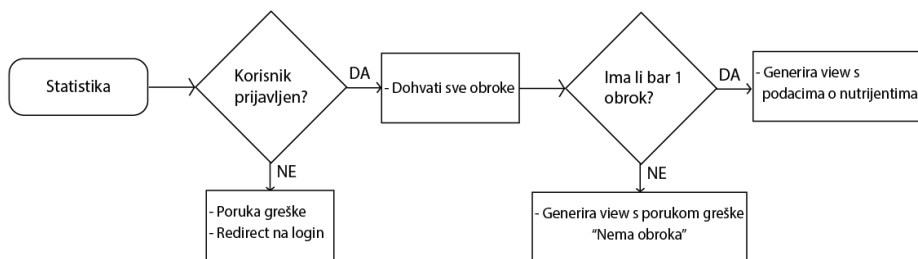 Statistika
Korisnik
prijavljen?
DA
NE
- Poruka greške
- Redirect na login
- Dohvati sve obroke
Ima li bar 1
obrok?
DA
NE
- Generira view s porukom greške
“Nema obroka”
- Generira view s
podacima o nutrijentima